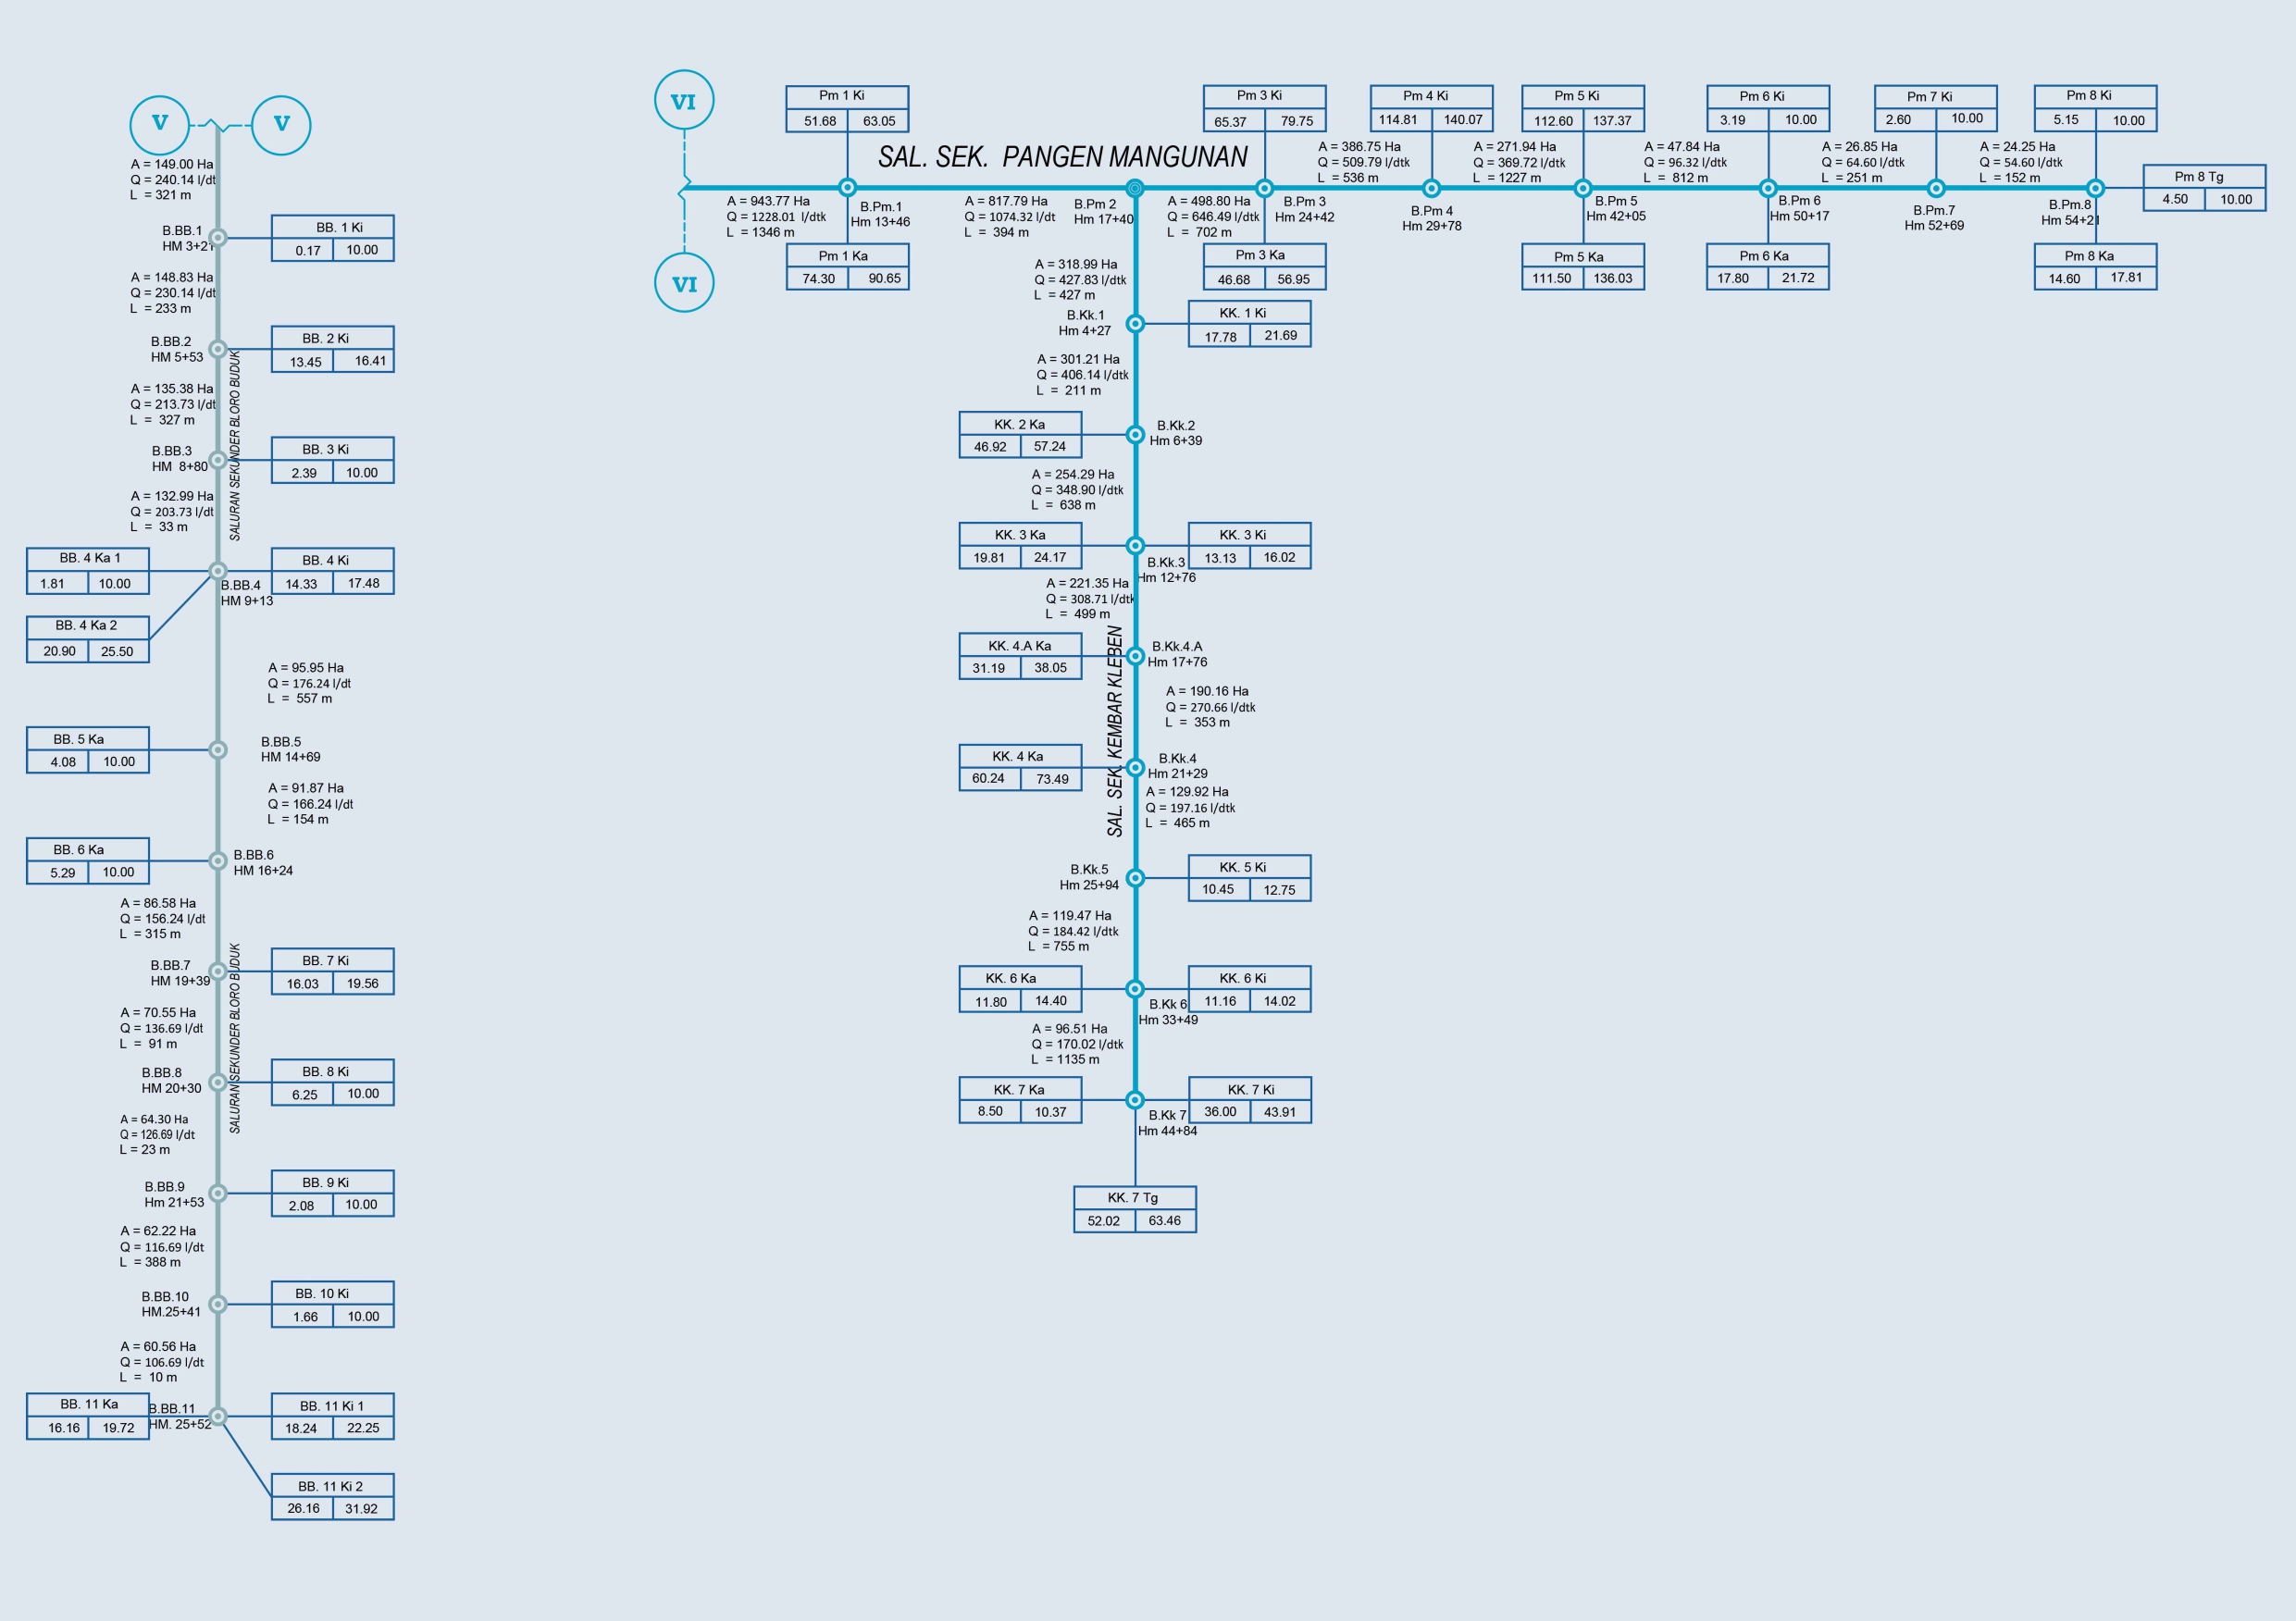 V
V
A = 149.00 Ha
Q = 240.14 l/dt
L = 321 m
B.BB.1
HM 3+21
BB. 1 Ki
0.17 10.00
A = 148.83 Ha
Q = 230.14 l/dt
L = 233 m
B.BB.2
HM 5+53
BB. 2 Ki
13.45 16.41
A = 135.38 Ha
Q = 213.73 l/dt
L = 327 m
SALURAN SEKUNDER BLORO BUDUK
B.BB.3
HM 8+80
BB. 3 Ki
2.39 10.00
A = 132.99 Ha
Q = 203.73 l/dt
L = 33 m
BB. 4 Ka 1
1.81 10.00
BB. 4 Ki
14.33 17.48
B.BB.4
HM 9+13
BB. 4 Ka 2
20.90 25.50
A = 95.95 Ha
Q = 176.24 l/dt
L = 557 m
BB. 5 Ka
4.08 10.00
B.BB.5
HM 14+69
A = 91.87 Ha
Q = 166.24 l/dt
L = 154 m
BB. 6 Ka
5.29 10.00
B.BB.6
HM 16+24
A = 86.58 Ha
Q = 156.24 l/dt
L = 315 m
B.BB.7
HM 19+39
BB. 7 Ki
16.03 19.56
SALURAN SEKUNDER BLORO BUDUK
A = 70.55 Ha
Q = 136.69 l/dt
L = 91 m
B.BB.8
HM 20+30
BB. 8 Ki
6.25 10.00
A = 64.30 Ha
Q = 126.69 l/dt
L = 23 m
B.BB.9
Hm 21+53
BB. 9 Ki
2.08 10.00
A = 62.22 Ha
Q = 116.69 l/dt
L = 388 m
B.BB.10
HM.25+41
BB. 10 Ki
1.66 10.00
A = 60.56 Ha
Q = 106.69 l/dt
L = 10 m
BB. 11 Ka
16.16 19.72
B.BB.11
HM. 25+52
BB. 11 Ki 1
18.24 22.25
BB. 11 Ki 2
26.16 31.92
VI
VI
SAL. SEK. PANGEN MANGUNAN
A = 943.77 Ha
Q = 1228.01 l/dtk
L = 1346 m
Pm 1 Ki
51.68 63.05
B.Pm.1
Hm 13+46
Pm 1 Ka
74.30 90.65
A = 817.79 Ha
Q = 1074.32 l/dt
L = 394 m
B.Pm 2
Hm 17+40
A = 498.80 Ha
Q = 646.49 l/dtk
L = 702 m
Pm 3 Ki
65.37 79.75
B.Pm 3
Hm 24+42
Pm 3 Ka
46.68 56.95
A = 386.75 Ha
Q = 509.79 l/dtk
L = 536 m
Pm 4 Ki
114.81 140.07
B.Pm 4
Hm 29+78
A = 271.94 Ha
Q = 369.72 l/dtk
L = 1227 m
Pm 5 Ki
112.60 137.37
B.Pm 5
Hm 42+05
Pm 5 Ka
111.50 136.03
A = 47.84 Ha
Q = 96.32 l/dtk
L = 812 m
Pm 6 Ki
3.19 10.00
B.Pm 6
Hm 50+17
Pm 6 Ka
17.80 21.72
A = 26.85 Ha
Q = 64.60 l/dtk
L = 251 m
Pm 7 Ki
2.60 10.00
B.Pm.7
Hm 52+69
A = 24.25 Ha
Q = 54.60 l/dtk
L = 152 m
Pm 8 Ki
5.15 10.00
B.Pm.8
Hm 54+21
Pm 8 Tg
4.50 10.00
Pm 8 Ka
14.60 17.81
A = 318.99 Ha
Q = 427.83 l/dtk
L = 427 m
B.Kk.1
Hm 4+27
KK. 1 Ki
17.78 21.69
A = 301.21 Ha
Q = 406.14 l/dtk
L = 211 m
KK. 2 Ka
46.92 57.24
B.Kk.2
Hm 6+39
A = 254.29 Ha
Q = 348.90 l/dtk
L = 638 m
KK. 3 Ka
19.81 24.17
KK. 3 Ki
13.13 16.02
B.Kk.3
Hm 12+76
A = 221.35 Ha
Q = 308.71 l/dtk
L = 499 m
SAL. SEK. KEMBAR KLEBEN
KK. 4.A Ka
31.19 38.05
B.Kk.4.A
Hm 17+76
A = 190.16 Ha
Q = 270.66 l/dtk
L = 353 m
KK. 4 Ka
60.24 73.49
B.Kk.4
Hm 21+29
A = 129.92 Ha
Q = 197.16 l/dtk
L = 465 m
B.Kk.5
Hm 25+94
KK. 5 Ki
10.45 12.75
A = 119.47 Ha
Q = 184.42 l/dtk
L = 755 m
KK. 6 Ka
11.80 14.40
KK. 6 Ki
11.16 14.02
B.Kk 6
Hm 33+49
A = 96.51 Ha
Q = 170.02 l/dtk
L = 1135 m
KK. 7 Ka
8.50 10.37
KK. 7 Ki
36.00 43.91
B.Kk 7
Hm 44+84
KK. 7 Tg
52.02 63.46